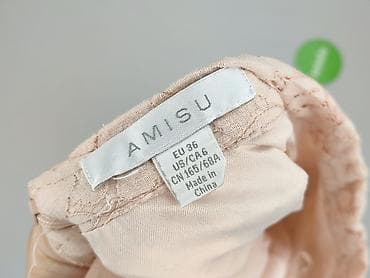 AMISU
EU 36
US/CA 6
CN 165/68A
Made in
China